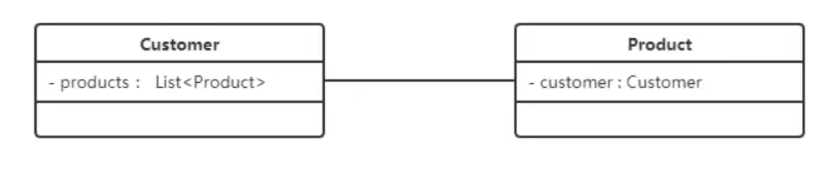 Customer
- products :   List<Product>
Product
- customer : Customer